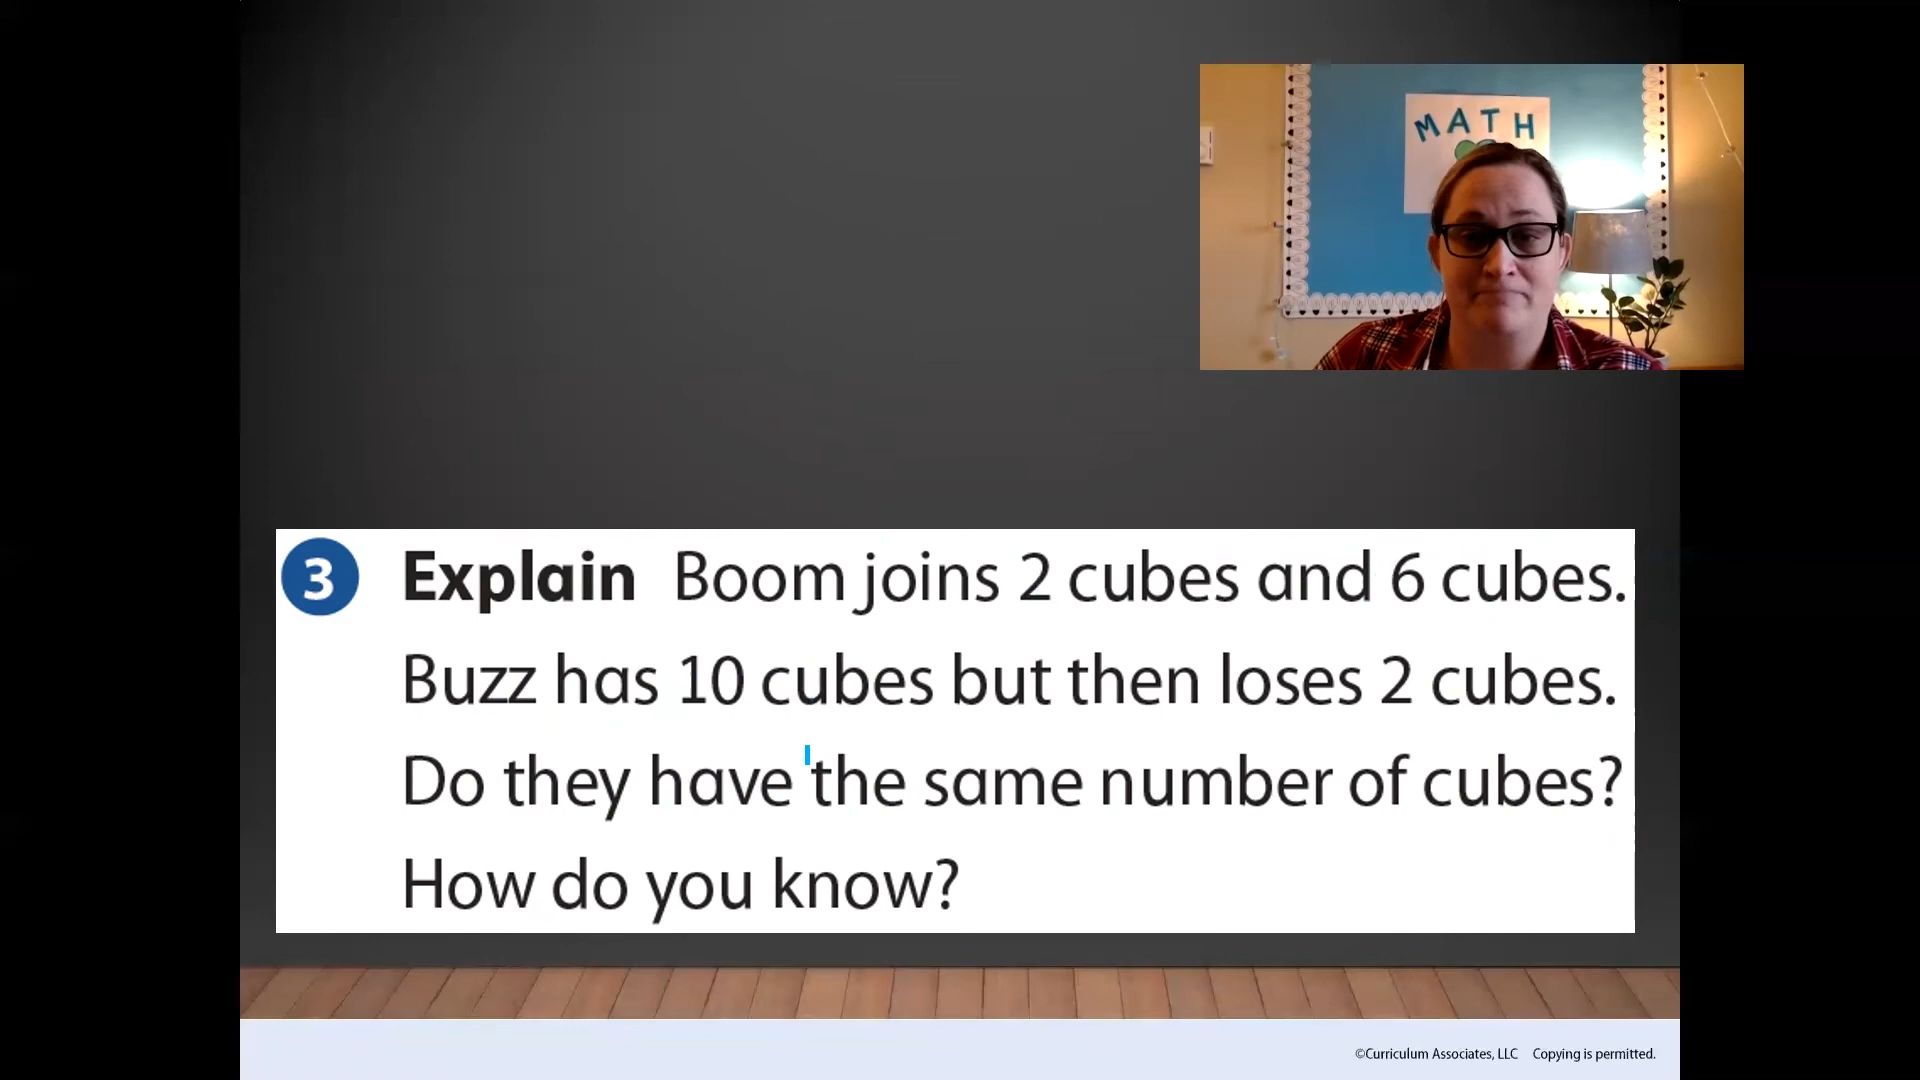 MATH
3 Explain Boom joins 2 cubes and 6 cubes.
Buzz has 10 cubes but then loses 2 cubes.
Do they have the same number of cubes?
How do you know?
©Curriculum Associates, LLC Copying is permitted.